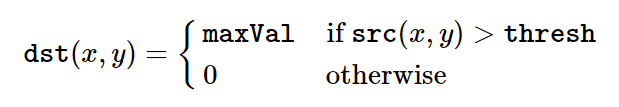 dst(x, y) = { maxVal if src(x, y) > thresh
0 otherwise